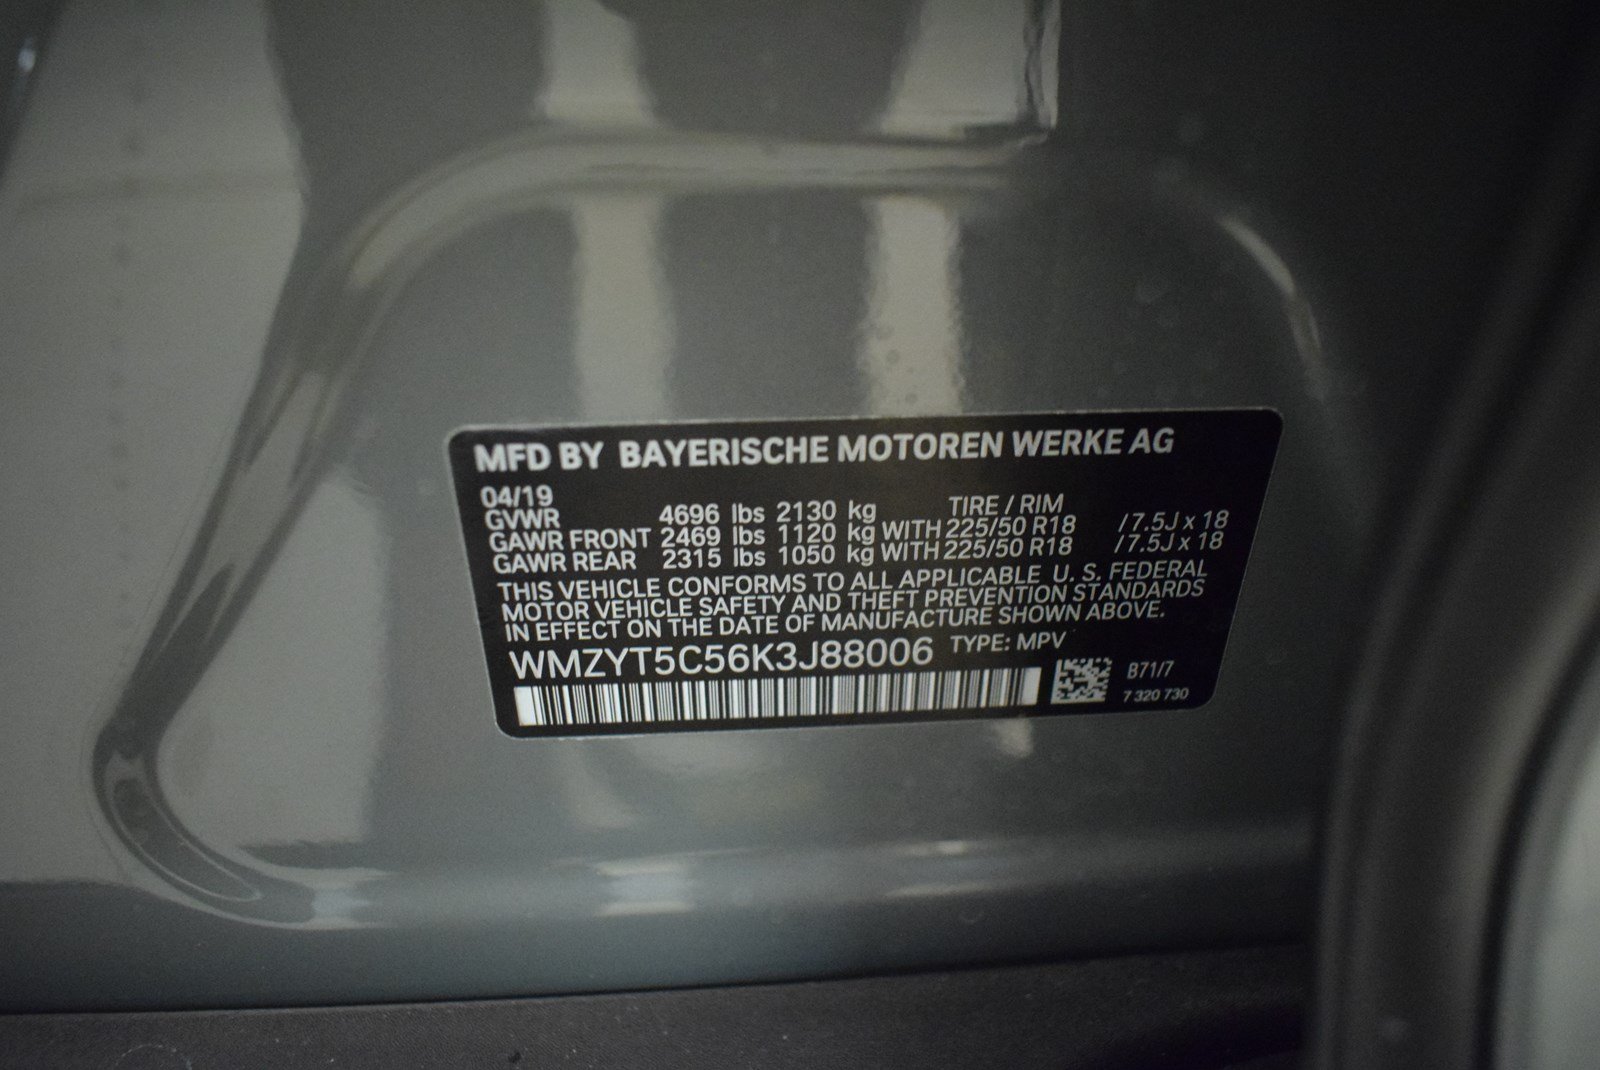 MFD BY BAYERISCHE MOTOREN WERKE AG
04/19
TIRE / RIM
GVWR 4696 lbs 2130 kg
GAWR FRONT 2469 lbs 1120 kg WITH 225/50 R18 / 7.5J x 18
GAWR REAR 2315 lbs 1050 kg WITH 225/50 R18 / 7.5J x 18
THIS VEHICLE CONFORMS TO ALL APPLICABLE U. S. FEDERAL
MOTOR VEHICLE SAFETY AND THEFT PREVENTION STANDARDS
IN EFFECT ON THE DATE OF MANUFACTURE SHOWN ABOVE.
WMZYT5C56K3J88006 TYPE: MPV
B71/7
7 320 730